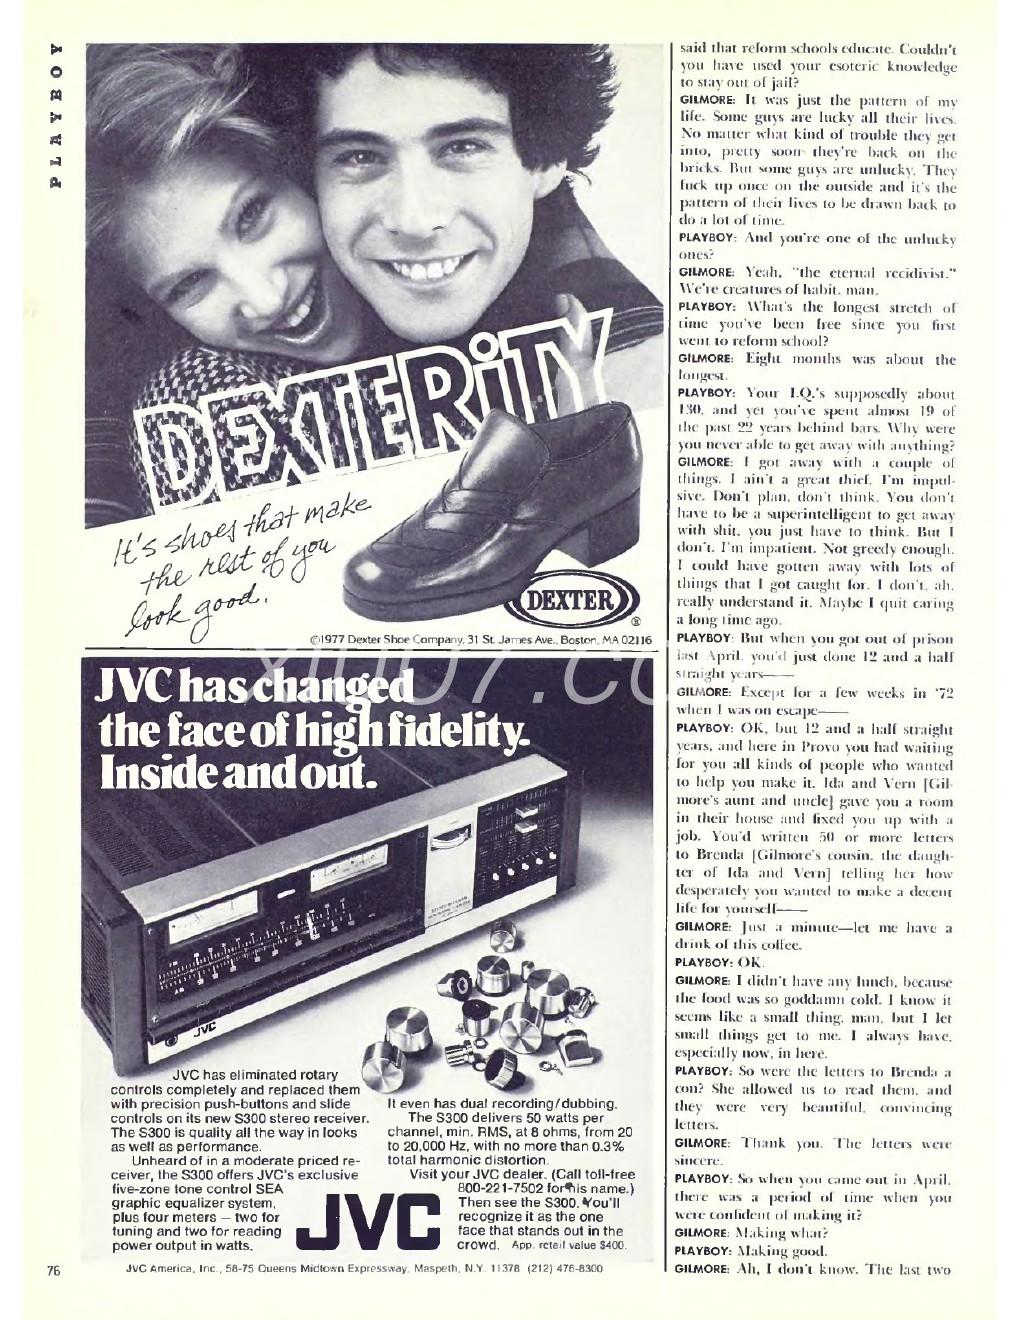 PLAYBOY
DEXTERiTY
It's shoes that make
the rest of you
look good.
DEXTER
®
©1977 Dexter Shoe Company, 31 St. James Ave., Boston, MA 02116
JVC has changed
the face of high fidelity.
Inside and out.
JVC
JVC has eliminated rotary
controls completely and replaced them
with precision push-buttons and slide
controls on its new S300 stereo receiver.
The S300 is quality all the way in looks
as well as performance.
Unheard of in a moderate priced re-
ceiver, the S300 offers JVC's exclusive
five-zone tone control SEA
graphic equalizer system,
plus four meters — two for
tuning and two for reading
power output in watts.
It even has dual recording/dubbing.
The S300 delivers 50 watts per
channel, min. RMS, at 8 ohms, from 20
to 20,000 Hz, with no more than 0.3%
total harmonic distortion.
Visit your JVC dealer. (Call toll-free
800-221-7502 for his name.)
Then see the S300. You'll
recognize it as the one
face that stands out in the
crowd. App. retail value $400.
JVC
JVC America, Inc., 58-75 Queens Midtown Expressway, Maspeth, N.Y. 11378 (212) 476-8300
76
said that reform schools educate. Couldn't
you have used your esoteric knowledge
to stay out of jail?
GILMORE: It was just the pattern of my
life. Some guys are lucky all their lives.
No matter what kind of trouble they get
into, pretty soon they're back on the
bricks. But some guys are unlucky. They
fuck up once on the outside and it's the
pattern of their lives to be drawn back to
do a lot of time.
PLAYBOY: And you're one of the unlucky
ones?
GILMORE: Yeah, "the eternal recidivist."
We're creatures of habit, man.
PLAYBOY: What's the longest stretch of
time you've been free since you first
went to reform school?
GILMORE: Eight months was about the
longest.
PLAYBOY: Your I.Q.'s supposedly about
130, and yet you've spent almost 19 of
the past 22 years behind bars. Why were
you never able to get away with anything?
GILMORE: I got away with a couple of
things. I ain't a great thief. I'm impul-
sive. Don't plan, don't think. You don't
have to be a superintelligent to get away
with shit, you just have to think. But I
don't. I'm impatient. Not greedy enough.
I could have gotten away with lots of
things that I got caught for. I don't, ah,
really understand it. Maybe I quit caring
a long time ago.
PLAYBOY: But when you got out of prison
last April, you'd just done 12 and a half
straight years——
GILMORE: Except for a few weeks in '72
when I was on escape——
PLAYBOY: OK, but 12 and a half straight
years, and here in Provo you had waiting
for you all kinds of people who wanted
to help you make it. Ida and Vern [Gil-
more's aunt and uncle] gave you a room
in their house and fixed you up with a
job. You'd written 50 or more letters
to Brenda [Gilmore's cousin, the daugh-
ter of Ida and Vern] telling her how
desperately you wanted to make a decent
life for yourself——
GILMORE: Just a minute—let me have a
drink of this coffee.
PLAYBOY: OK.
GILMORE: I didn't have any lunch, because
the food was so goddamn cold. I know it
seems like a small thing, man, but I let
small things get to me. I always have,
especially now, in here.
PLAYBOY: So were the letters to Brenda a
con? She allowed us to read them, and
they were very beautiful, convincing
letters.
GILMORE: Thank you. The letters were
sincere.
PLAYBOY: So when you came out in April,
there was a period of time when you
were confident of making it?
GILMORE: Making what?
PLAYBOY: Making good.
GILMORE: Ah, I don't know. The last two